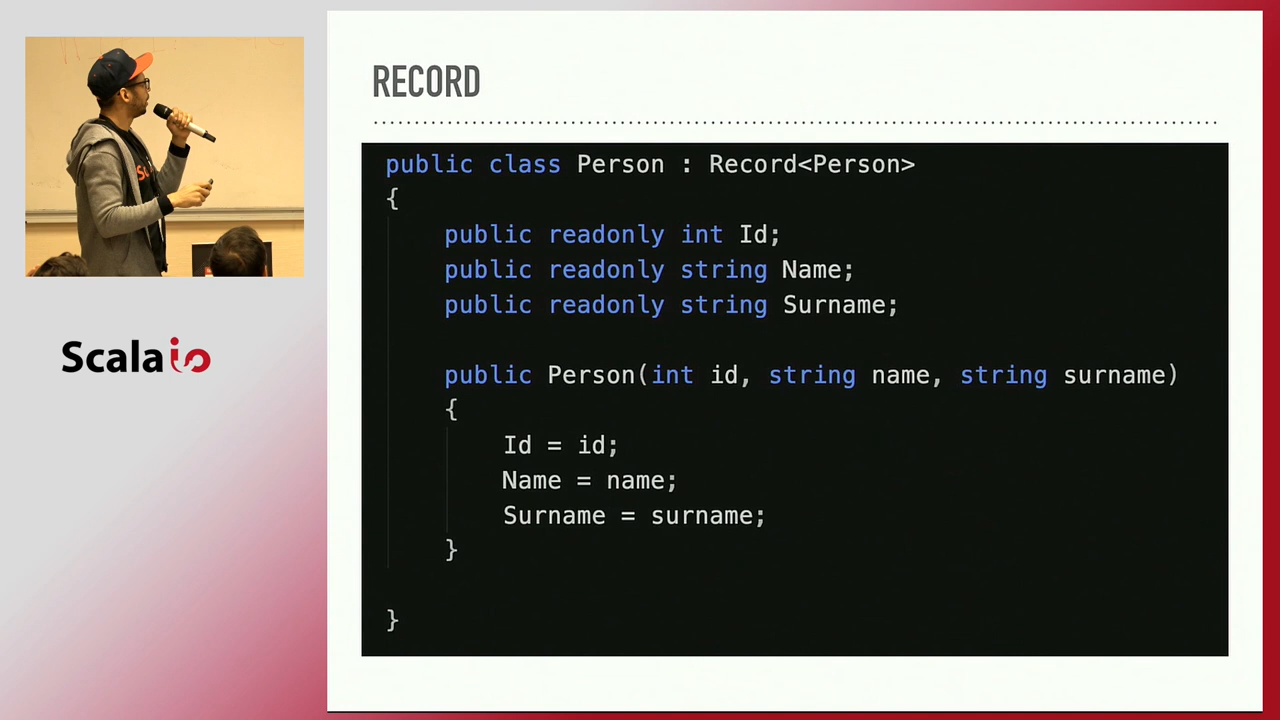 RECORD
public class Person : Record<Person>
{
public readonly int Id;
public readonly string Name;
public readonly string Surname;
public Person(int id, string name, string surname)
{
Id = id;
Name = name;
Surname = surname;
}
}
Scala io